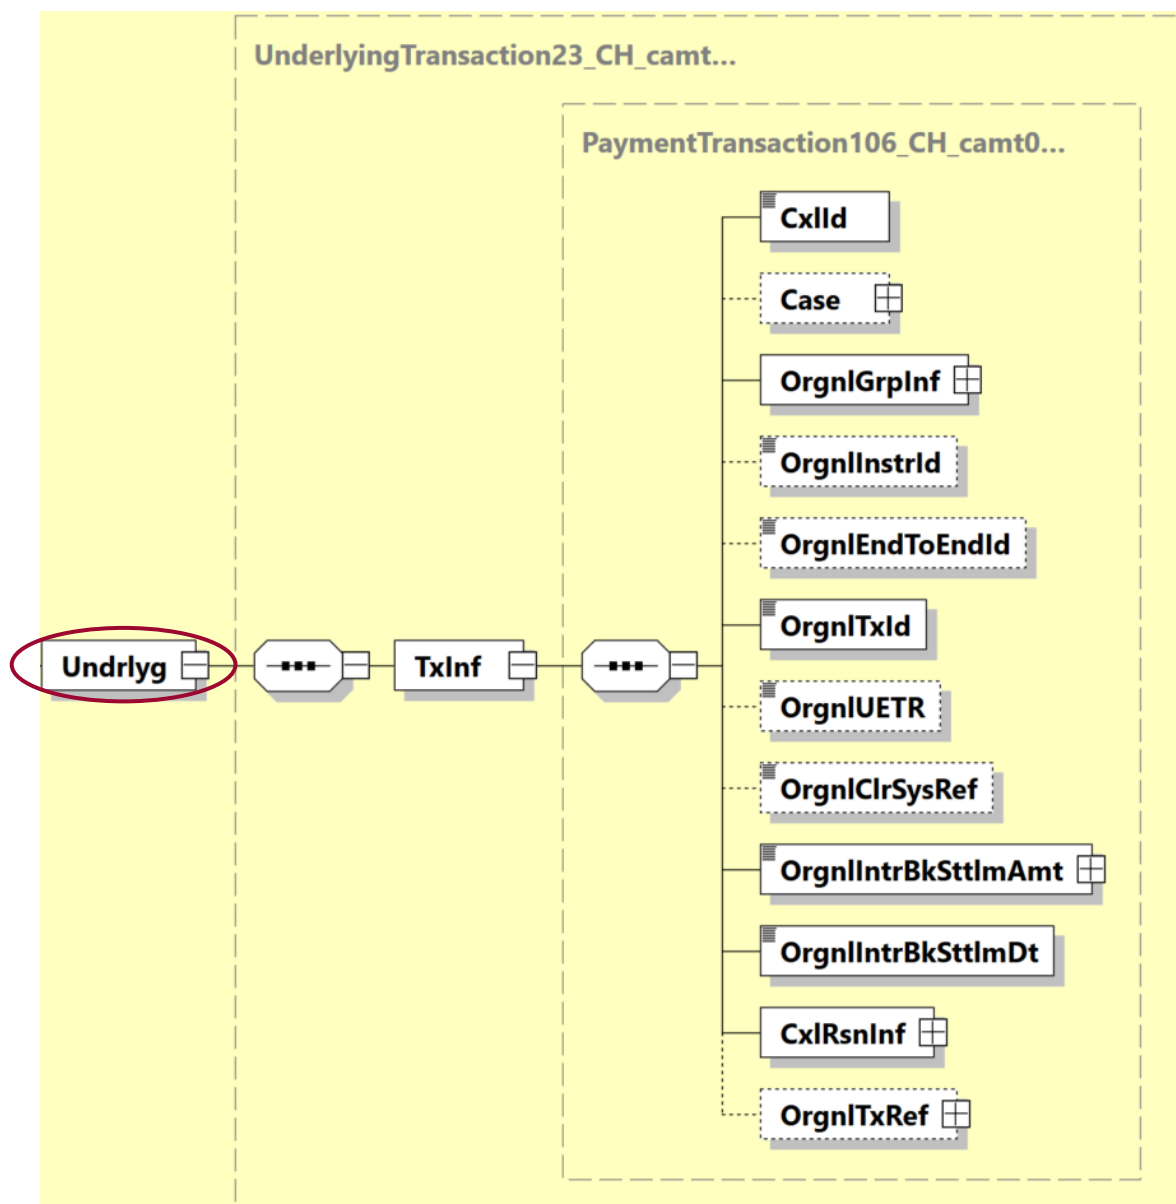 UnderlyingTransaction23_CH_camt...
PaymentTransaction106_CH_camt0...
CxlId
Case
OrgnlGrpInf
OrgnlInstrId
OrgnlEndToEndId
OrgnlTxId
Undrlyg
TxInf
OrgnlUETR
OrgnlClrSysRef
OrgnlIntrBkSttlmAmt
OrgnlIntrBkSttlmDt
CxlRsnInf
OrgnlTxRef